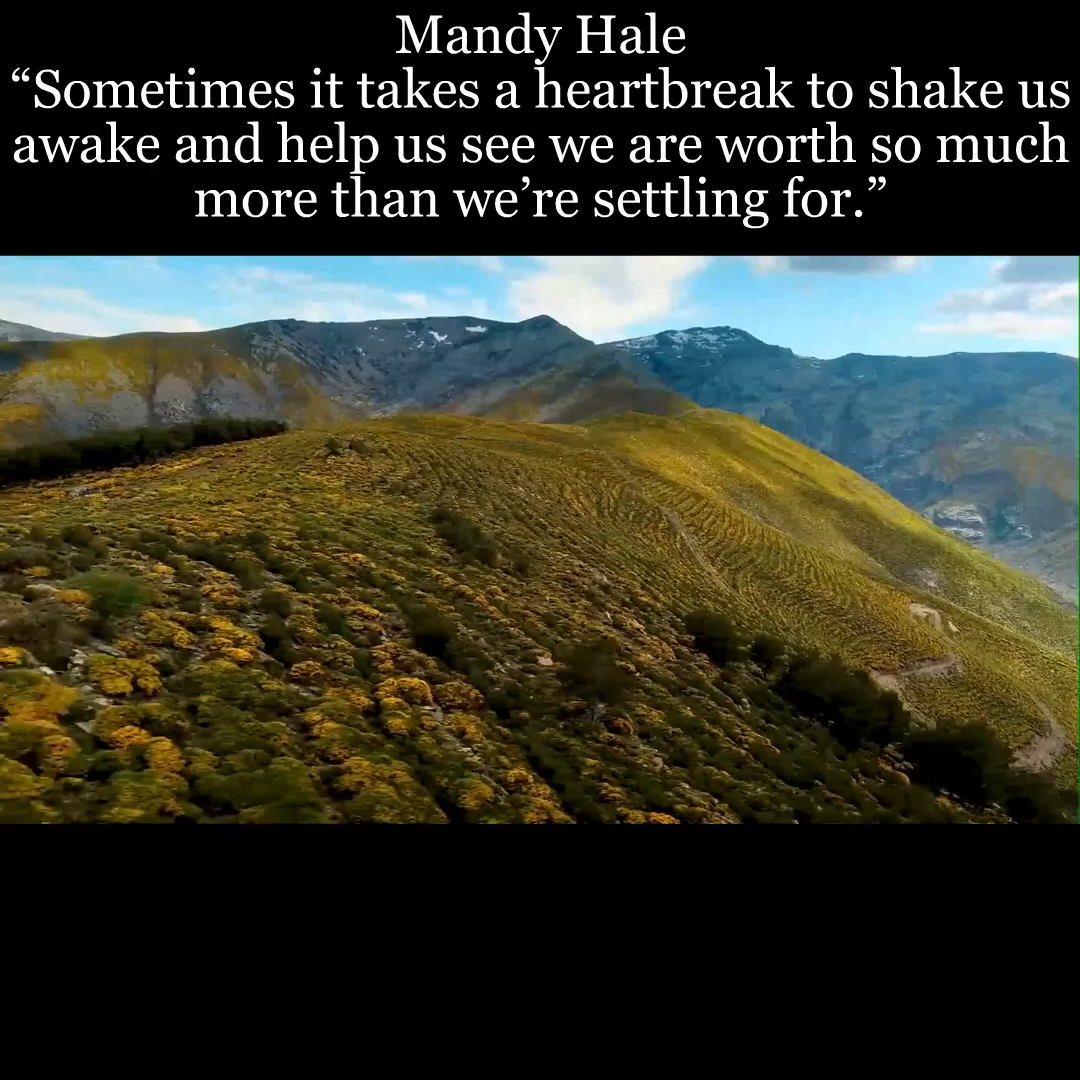 Mandy Hale
“Sometimes it takes a heartbreak to shake us
awake and help us see we are worth so much
more than we’re settling for.”